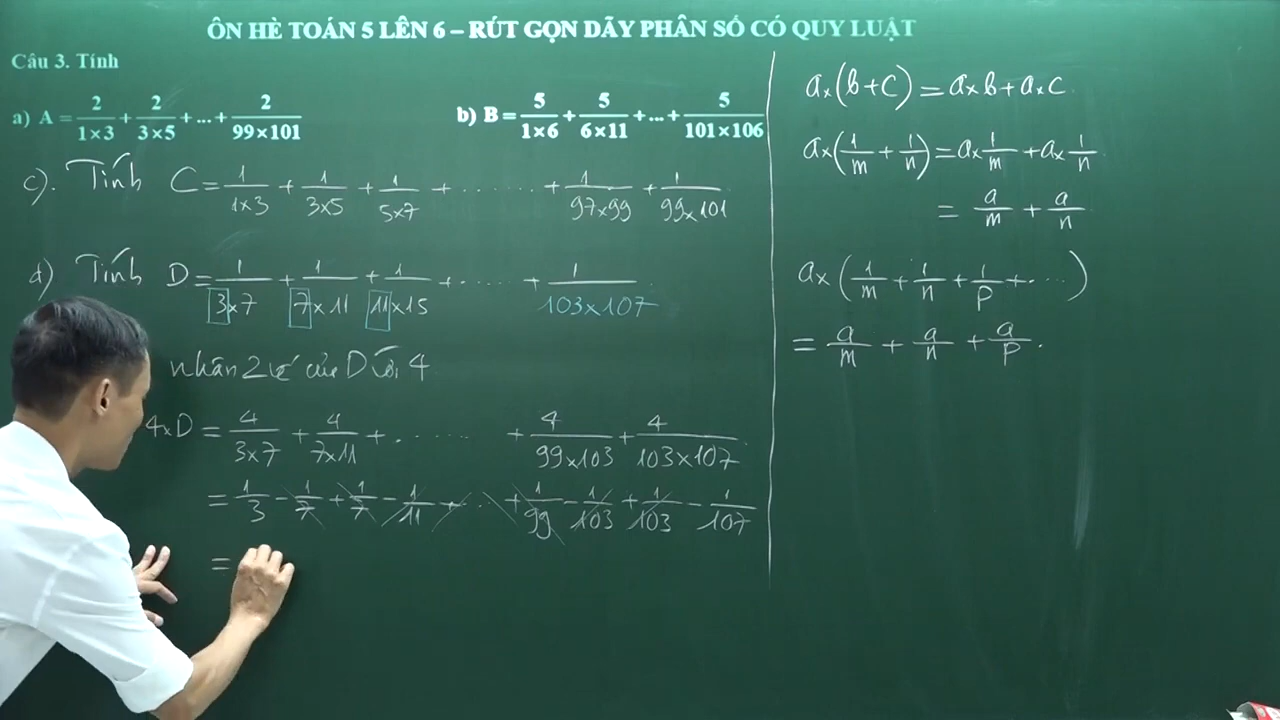 ÔN HÈ TOÁN 5 LÊN 6 – RÚT GỌN DÃY PHÂN SỐ CÓ QUY LUẬT
Câu 3. Tính
a) A = 2/(1×3) + 2/(3×5) + ... + 2/(99×101)
b) B = 5/(1×6) + 5/(6×11) + ... + 5/(101×106)
c). Tính C = 1/(1×3) + 1/(3×5) + 1/(5×7) + ........ + 1/(97×99) + 1/(99×101)
d) Tính D = 1/(3×7) + 1/(7×11) + 1/(11×15) + ...... + 1/(103×107)
nhân 2 vế của D với 4
4×D = 4/(3×7) + 4/(7×11) + ....... + 4/(99×103) + 4/(103×107)
= 1/3 - 1/7 + 1/7 - 1/11 + ... + 1/99 - 1/103 + 1/103 - 1/107
=
a×(b+c) = a×b + a×c
a×(1/m + 1/n) = a×1/m + a×1/n
= a/m + a/n
a×(1/m + 1/n + 1/p + ....)
= a/m + a/n + a/p .